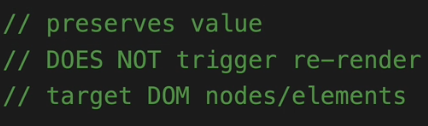 // preserves value
// DOES NOT trigger re-render
// target DOM nodes/elements